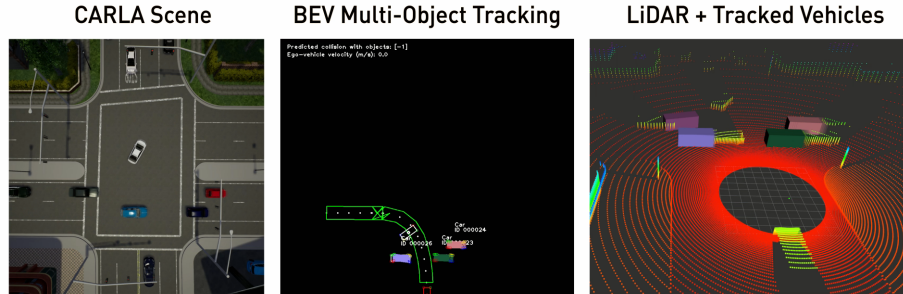 CARLA Scene
BEV Multi-Object Tracking
LiDAR + Tracked Vehicles
Predicted collision with objects: [-1]
Ego-vehicle velocity (m/s): 0.0
Car
ID 000024
Car
ID 000026